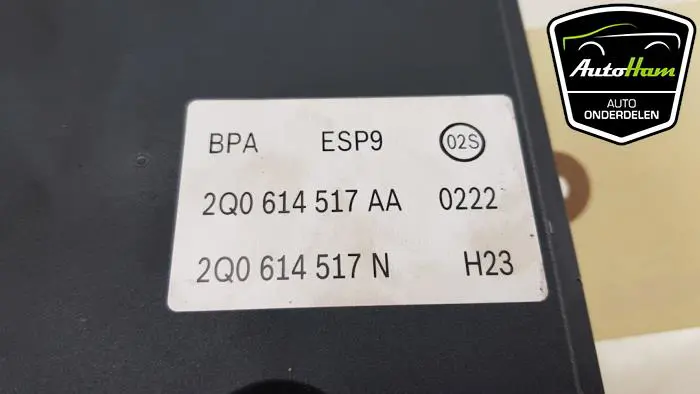 BPA ESP9 02S
2Q0 614 517 AA 0222
2Q0 614 517 N H23
AutoHam
AUTO
ONDERDELEN